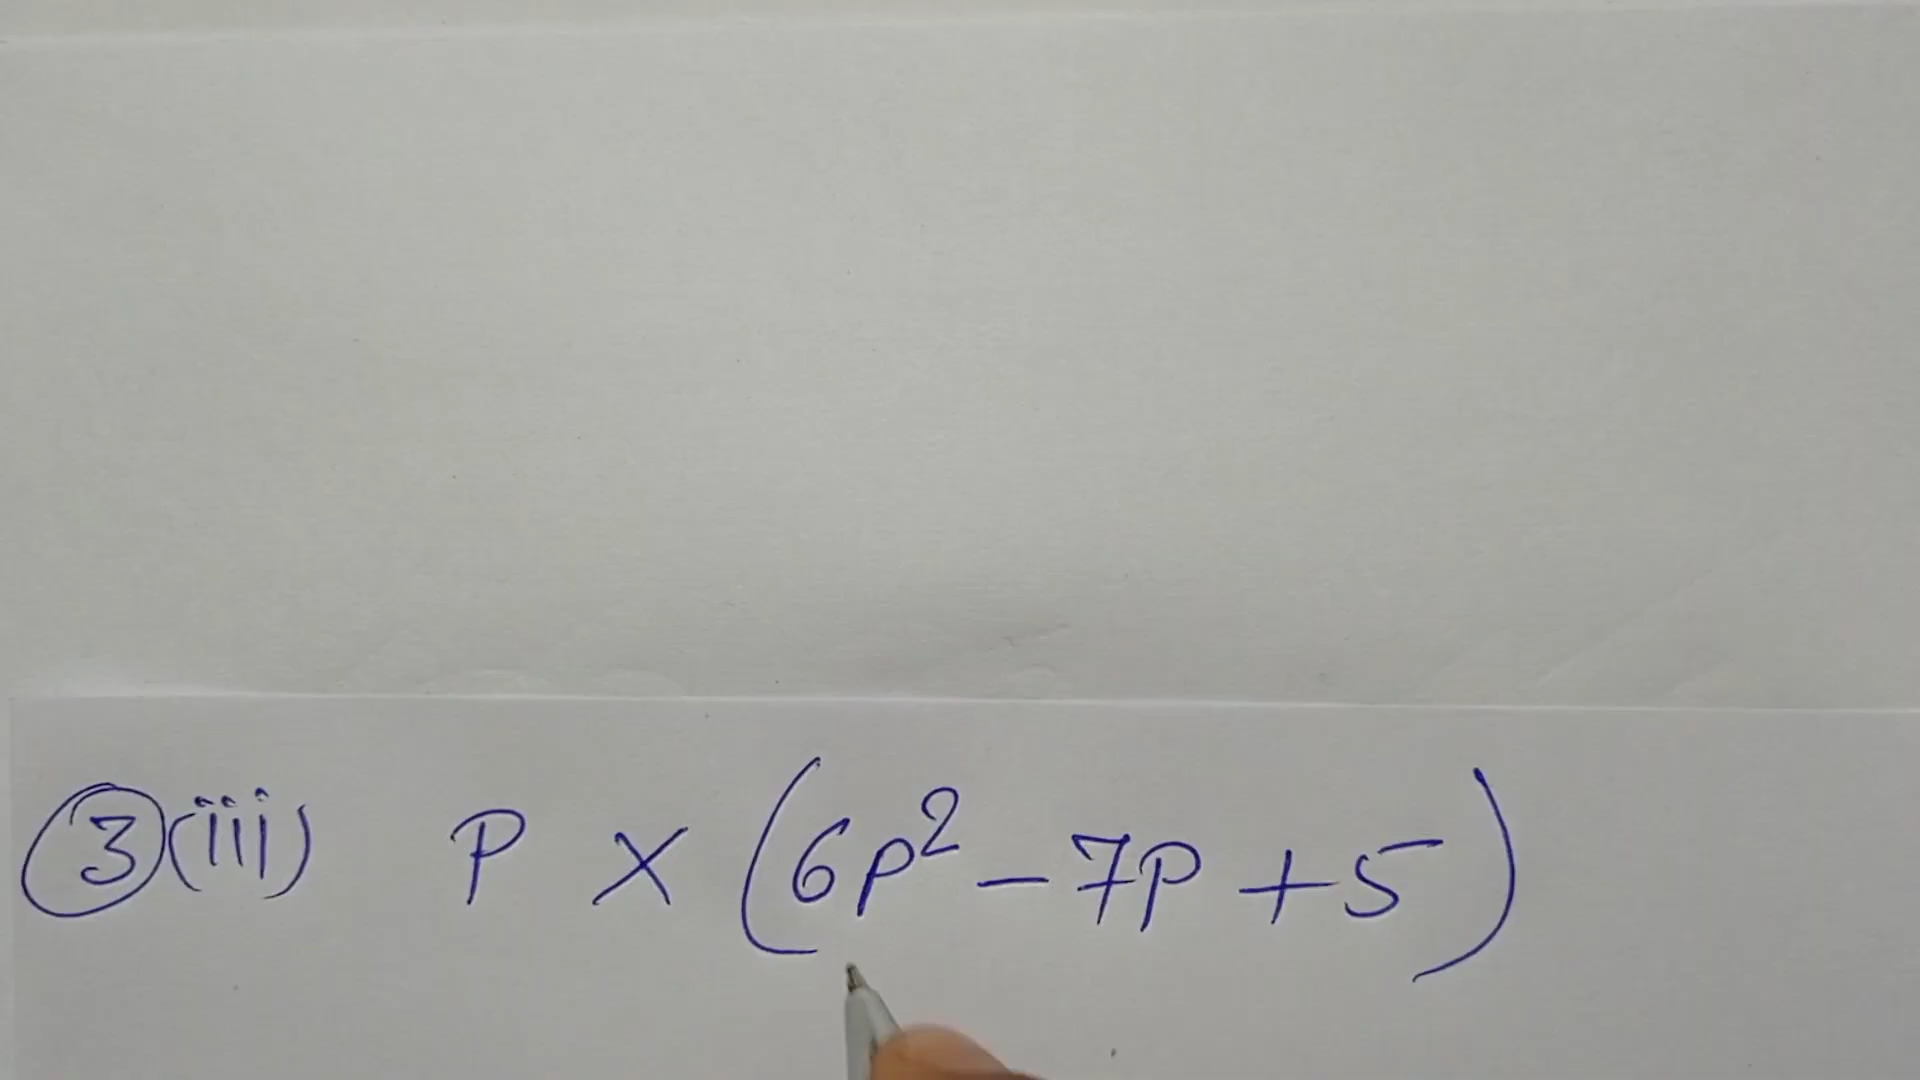 3 (iii) P × (6p² - 7p + 5)